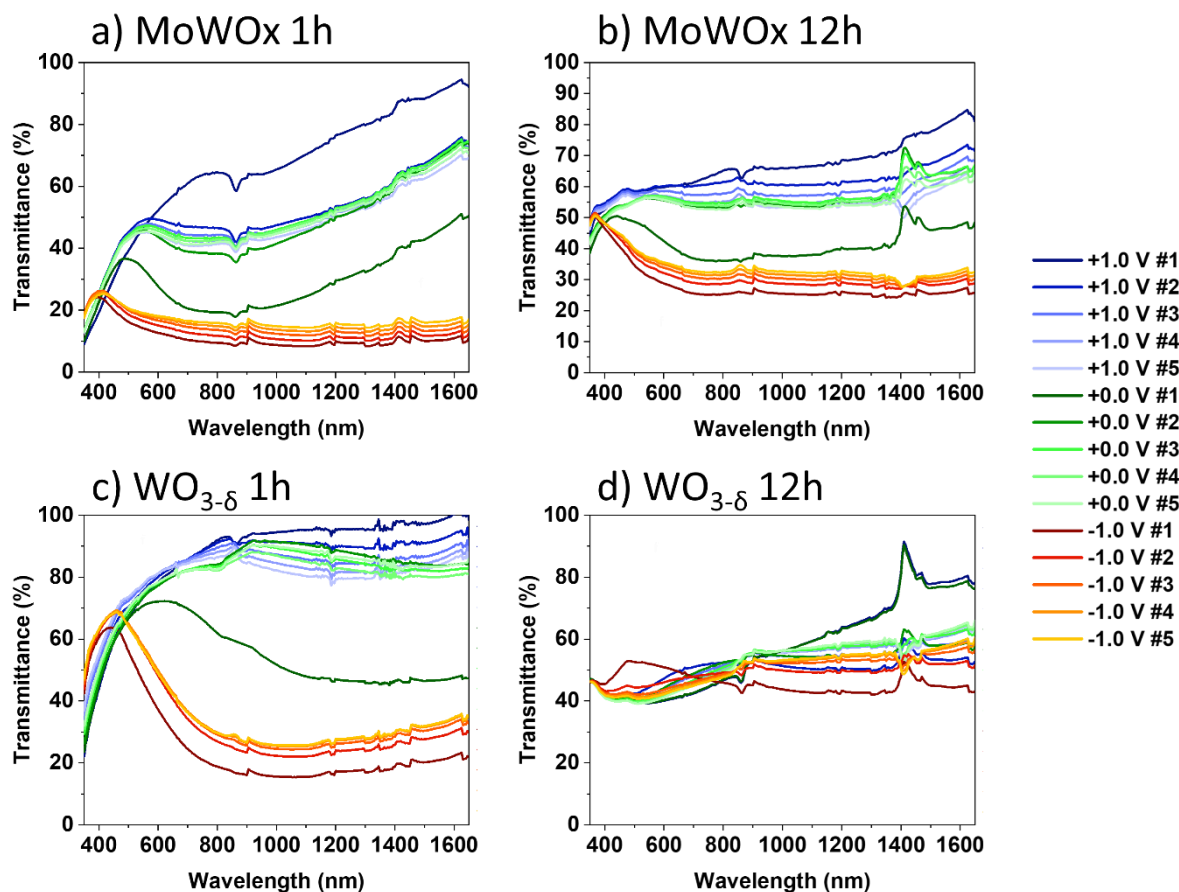 a) MoWOx 1h
100
80
60
40
20
0
Transmittance (%)
400 600 800 1000 1200 1400 1600
Wavelength (nm)
b) MoWOx 12h
100
90
80
70
60
50
40
30
20
10
0
Transmittance (%)
400 600 800 1000 1200 1400 1600
Wavelength (nm)
c) WO3-δ 1h
100
80
60
40
20
0
Transmittance (%)
400 600 800 1000 1200 1400 1600
Wavelength (nm)
d) WO3-δ 12h
100
80
60
40
20
0
Transmittance (%)
400 600 800 1000 1200 1400 1600
Wavelength (nm)
+1.0 V #1
+1.0 V #2
+1.0 V #3
+1.0 V #4
+1.0 V #5
+0.0 V #1
+0.0 V #2
+0.0 V #3
+0.0 V #4
+0.0 V #5
-1.0 V #1
-1.0 V #2
-1.0 V #3
-1.0 V #4
-1.0 V #5